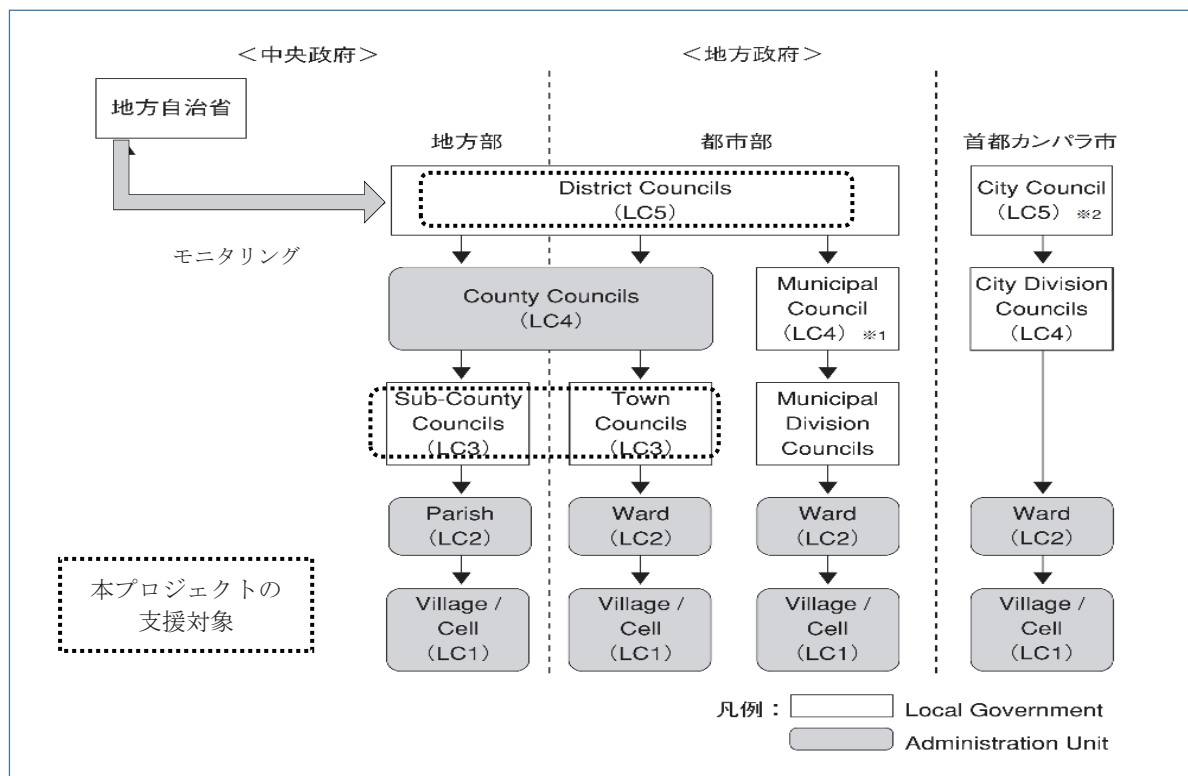 ＜中央政府＞
＜地方政府＞
地方自治省
地方部
都市部
首都カンパラ市
District Councils
(LC5)
City Council
(LC5) ※2
モニタリング
County Councils
(LC4)
Municipal
Council
(LC4) ※1
City Division
Councils
(LC4)
Sub-County
Councils
(LC3)
Town
Councils
(LC3)
Municipal
Division
Councils
Parish
(LC2)
Ward
(LC2)
Ward
(LC2)
Ward
(LC2)
本プロジェクトの
支援対象
Village /
Cell
(LC1)
Village /
Cell
(LC1)
Village /
Cell
(LC1)
Village /
Cell
(LC1)
凡例：
Local Government
Administration Unit